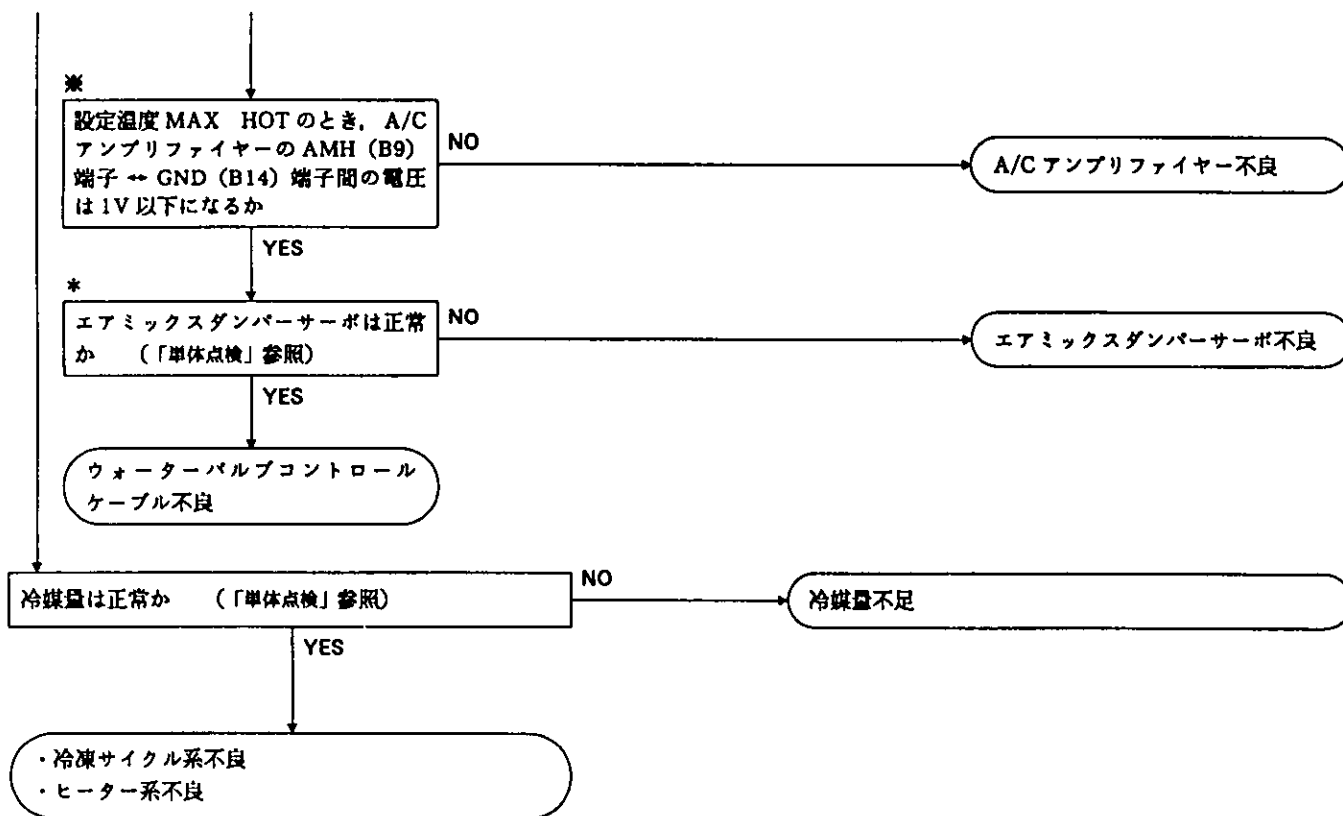 ※
設定温度 MAX HOT のとき, A/C
アンプリファイヤーの AMH (B9)
端子 ↔ GND (B14) 端子間の電圧
は 1V 以下になるか
NO
A/C アンプリファイヤー不良
YES
*
エアミックスダンパーサーボは正常
か (「単体点検」参照)
NO
エアミックスダンパーサーボ不良
YES
ウォーターバルブコントロール
ケーブル不良
冷媒量は正常か (「単体点検」参照)
NO
冷媒量不足
YES
・冷凍サイクル系不良
・ヒーター系不良